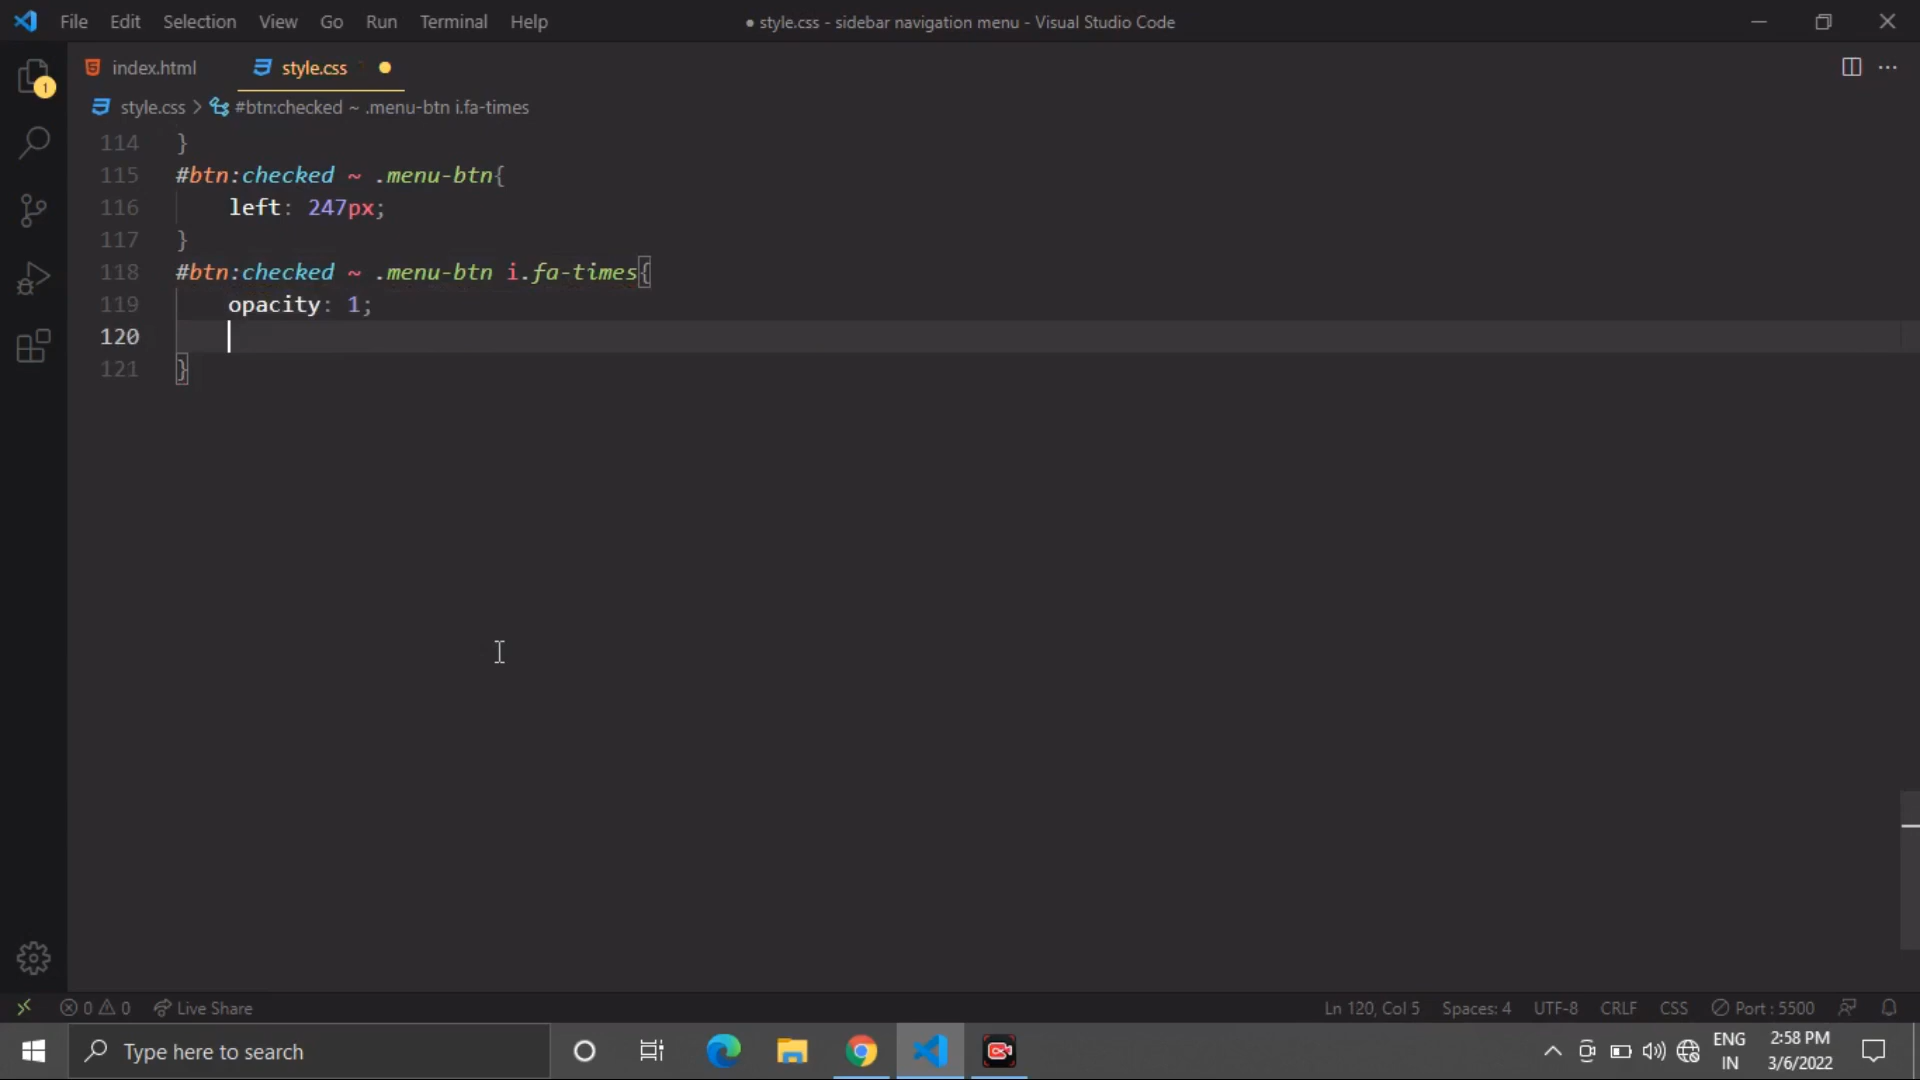 File Edit Selection View Go Run Terminal Help
● style.css - sidebar navigation menu - Visual Studio Code
index.html style.css
style.css > #btn:checked ~ .menu-btn i.fa-times
114 }
115 #btn:checked ~ .menu-btn{
116 left: 247px;
117 }
118 #btn:checked ~ .menu-btn i.fa-times{
119 opacity: 1;
120
121 }
1
0 0 Live Share
Ln 120, Col 5 Spaces: 4 UTF-8 CRLF CSS Port : 5500
Type here to search
ENG
IN
2:58 PM
3/6/2022